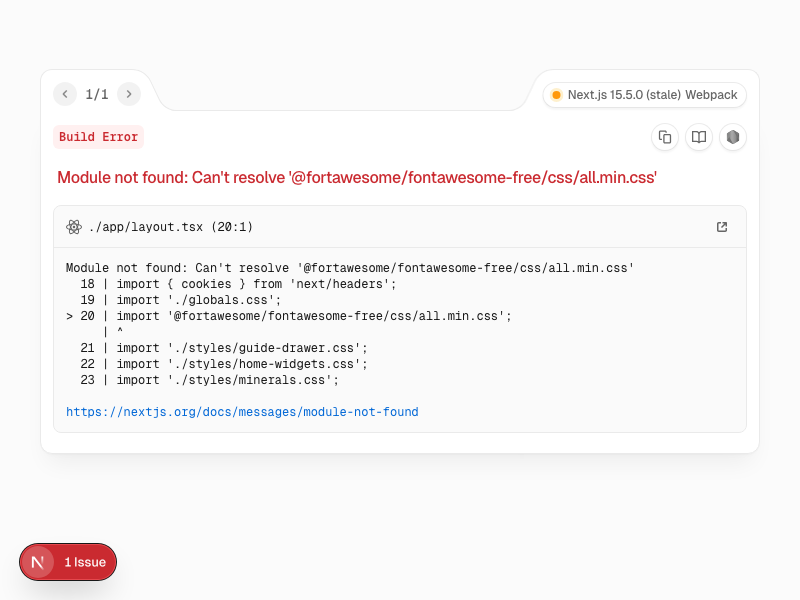 1/1
Next.js 15.5.0 (stale) Webpack
Build Error
Module not found: Can't resolve '@fortawesome/fontawesome-free/css/all.min.css'
./app/layout.tsx (20:1)
Module not found: Can't resolve '@fortawesome/fontawesome-free/css/all.min.css'
  18 | import { cookies } from 'next/headers';
  19 | import './globals.css';
> 20 | import '@fortawesome/fontawesome-free/css/all.min.css';
     | ^
  21 | import './styles/guide-drawer.css';
  22 | import './styles/home-widgets.css';
  23 | import './styles/minerals.css';
https://nextjs.org/docs/messages/module-not-found
N 1 Issue